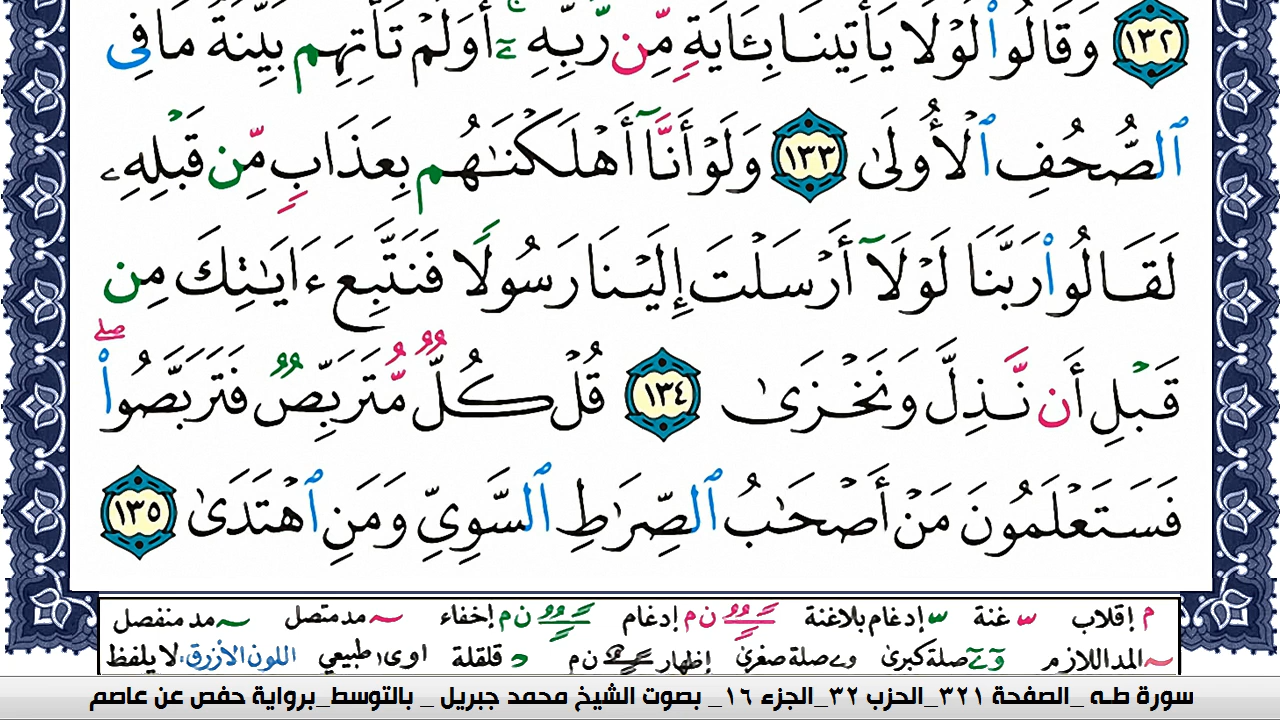 ١٣٢ وَقَالُوا۟ لَوْلَا يَأْتِينَا بِـَٔايَةٍ مِّن رَّبِّهِۦٓ ۚ أَوَلَمْ تَأْتِهِم بَيِّنَةُ مَا فِى
ٱلصُّحُفِ ٱلْأُولَىٰ ١٣٣ وَلَوْ أَنَّآ أَهْلَكْنَـٰهُم بِعَذَابٍ مِّن قَبْلِهِۦ
لَقَالُوا۟ رَبَّنَا لَوْلَآ أَرْسَلْتَ إِلَيْنَا رَسُولًا فَنَتَّبِعَ ءَايَـٰتِكَ مِن
قَبْلِ أَن نَّذِلَّ وَنَخْزَىٰ ١٣٤ قُلْ كُلٌّ مُّتَرَبِّصٌ فَتَرَبَّصُوا۟ ۖ
فَسَتَعْلَمُونَ مَنْ أَصْحَـٰبُ ٱلصِّرَٰطِ ٱلسَّوِىِّ وَمَنِ ٱهْتَدَىٰ ١٣٥
م إقلاب س غنة س إدغام بلاغنة ن م إدغام ن م إخفاء مد متصل مد منفصل
المد اللازم صلة كبرى صلة صغرى إظهار ن م قلقلة اوى طبيعي اللون الأزرق لا يلفظ
سورة طه _الصفحة ٣٢١_الحزب ٣٢_الجزء ١٦_ بصوت الشيخ محمد جبريل _ بالتوسط_برواية حفص عن عاصم